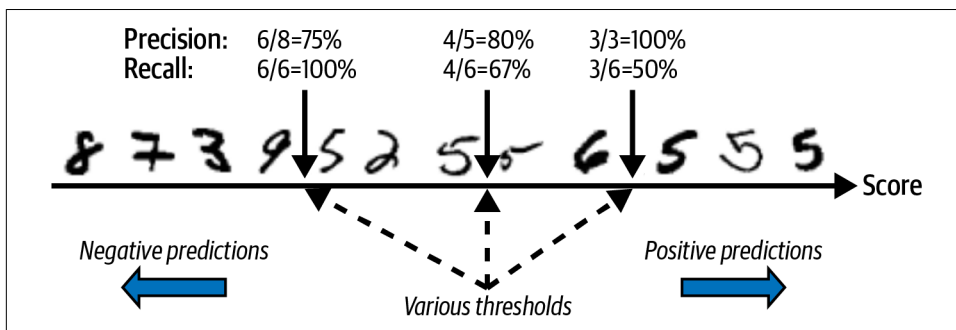 Precision: 6/8=75% 4/5=80% 3/3=100%
Recall: 6/6=100% 4/6=67% 3/6=50%
8 7 3 9 5 2 5 5 6 5 5 5
Score
Negative predictions Positive predictions
Various thresholds